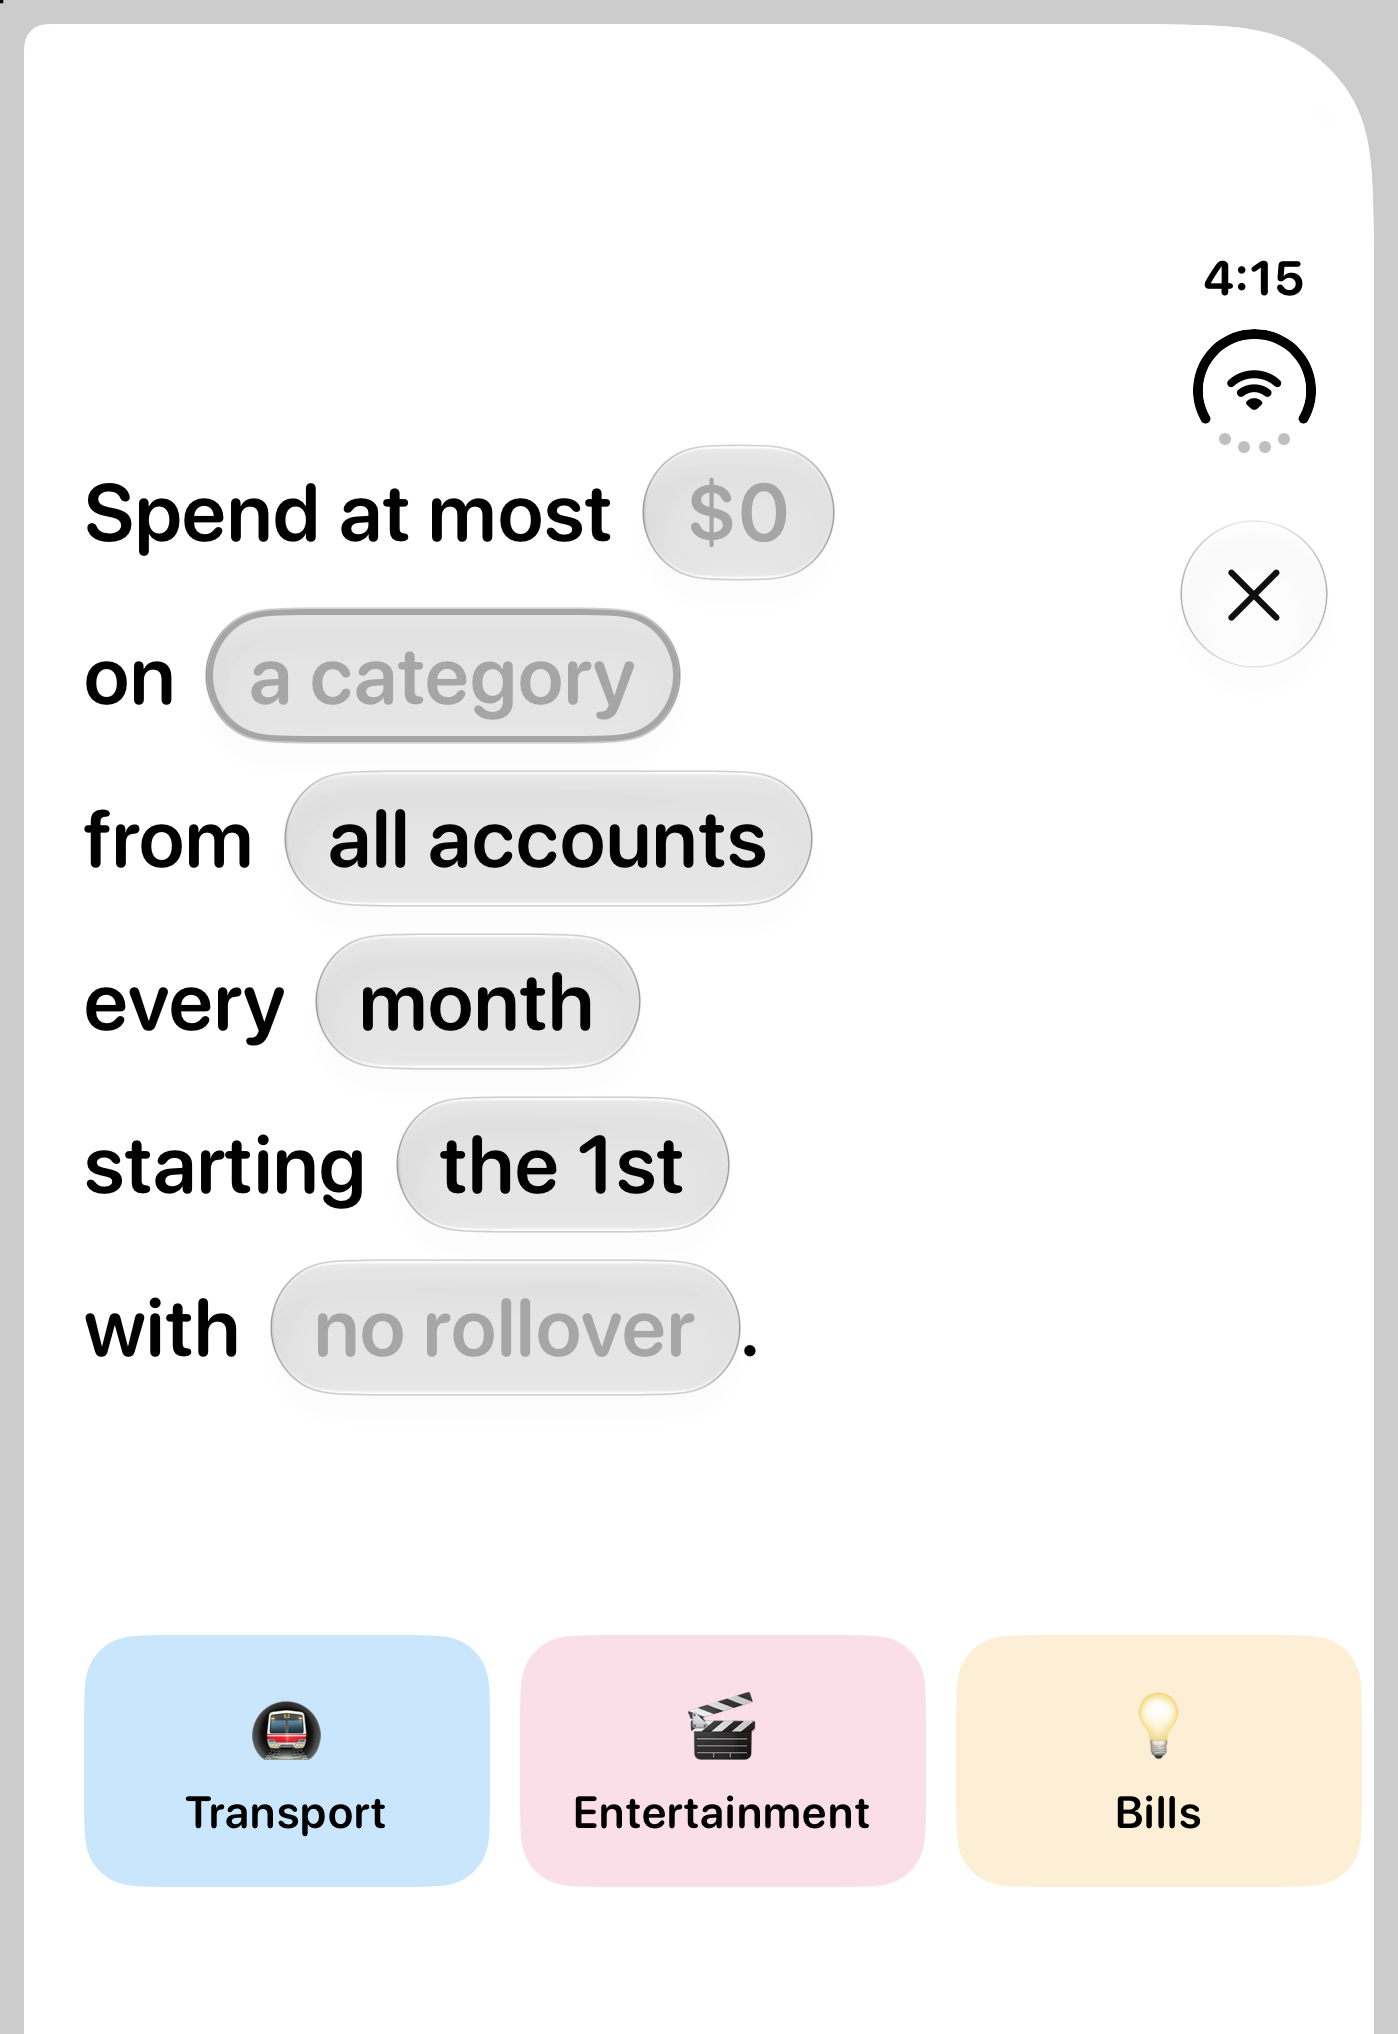 4:15
Spend at most $0
on a category
from all accounts
every month
starting the 1st
with no rollover.
Transport
Entertainment
Bills